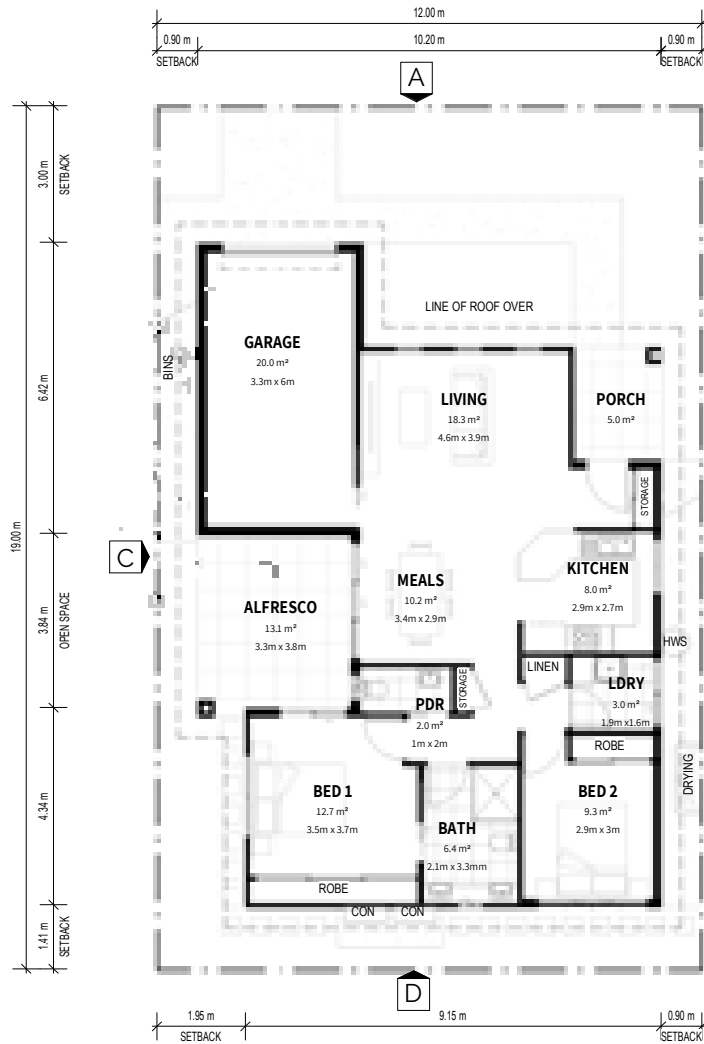 12.00 m
0.90 m
10.20 m
0.90 m
SETBACK
SETBACK
A
3.00 m
SETBACK
19.00 m
6.42 m
3.84 m
OPEN SPACE
4.34 m
1.41 m
SETBACK
LINE OF ROOF OVER
BINS
GARAGE
20.0 m²
3.3m x 6m
LIVING
18.3 m²
4.6m x 3.9m
PORCH
5.0 m²
STORAGE
C
ALFRESCO
13.1 m²
3.3m x 3.8m
MEALS
10.2 m²
3.4m x 2.9m
KITCHEN
8.0 m²
2.9m x 2.7m
HWS
LINEN
LDRY
3.0 m²
1.9m x1.6m
STORAGE
PDR
2.0 m²
1m x 2m
ROBE
DRYING
BED 1
12.7 m²
3.5m x 3.7m
BATH
6.4 m²
2.1m x 3.3mm
BED 2
9.3 m²
2.9m x 3m
ROBE
CON
CON
D
1.95 m
9.15 m
0.90 m
SETBACK
SETBACK